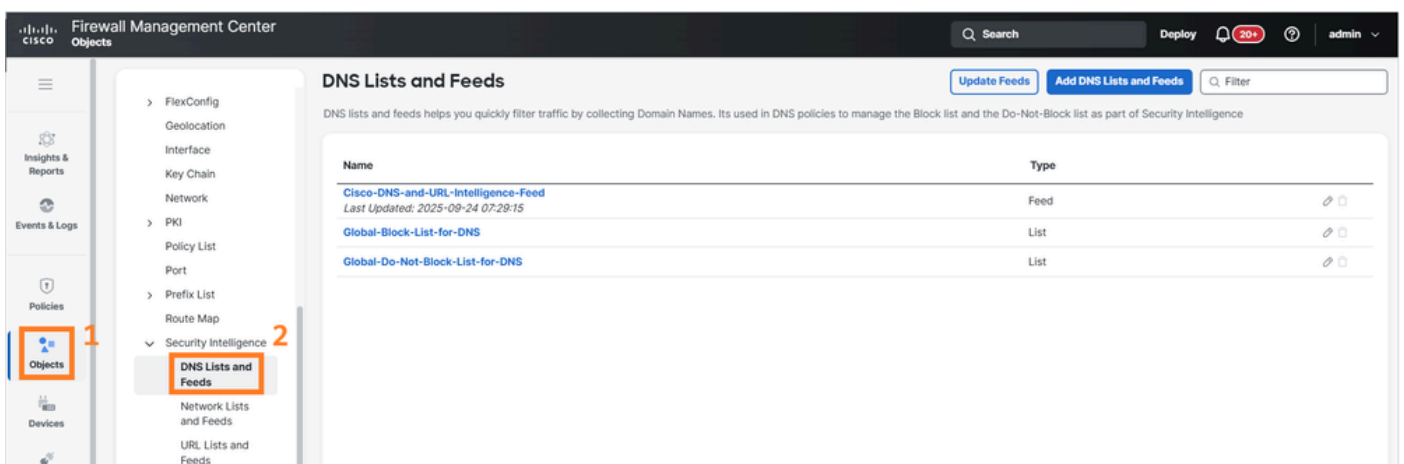 Firewall Management Center
CISCO Objects
Search
Deploy
20+
admin
Insights &
Reports
Events & Logs
Policies
Objects
1
Devices
FlexConfig
Geolocation
Interface
Key Chain
Network
PKI
Policy List
Port
Prefix List
Route Map
Security Intelligence
2
DNS Lists and
Feeds
Network Lists
and Feeds
URL Lists and
Feeds
DNS Lists and Feeds
Update Feeds
Add DNS Lists and Feeds
Filter
DNS lists and feeds helps you quickly filter traffic by collecting Domain Names. Its used in DNS policies to manage the Block list and the Do-Not-Block list as part of Security Intelligence
Name Type
Cisco-DNS-and-URL-Intelligence-Feed
Last Updated: 2025-09-24 07:29:15
Feed
Global-Block-List-for-DNS List
Global-Do-Not-Block-List-for-DNS List